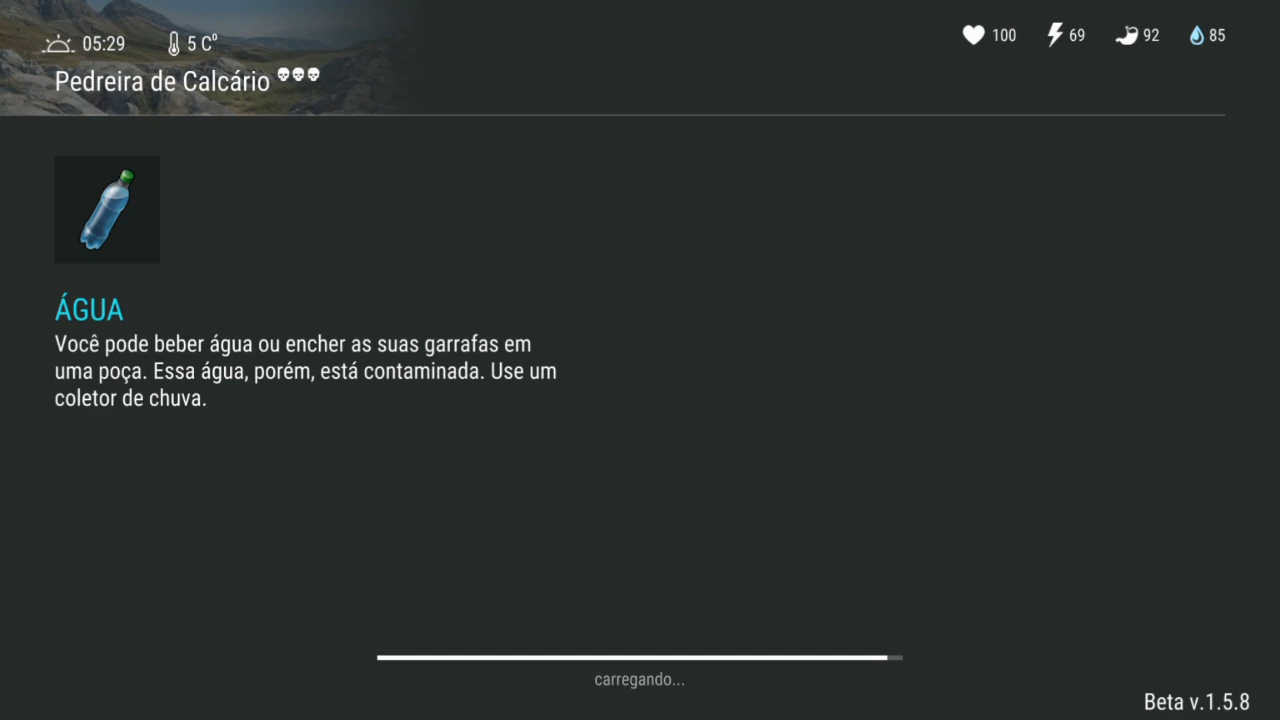 05:29 5 Cº
100 69 92 85
Pedreira de Calcário
ÁGUA
Você pode beber água ou encher as suas garrafas em
uma poça. Essa água, porém, está contaminada. Use um
coletor de chuva.
carregando...
Beta v.1.5.8